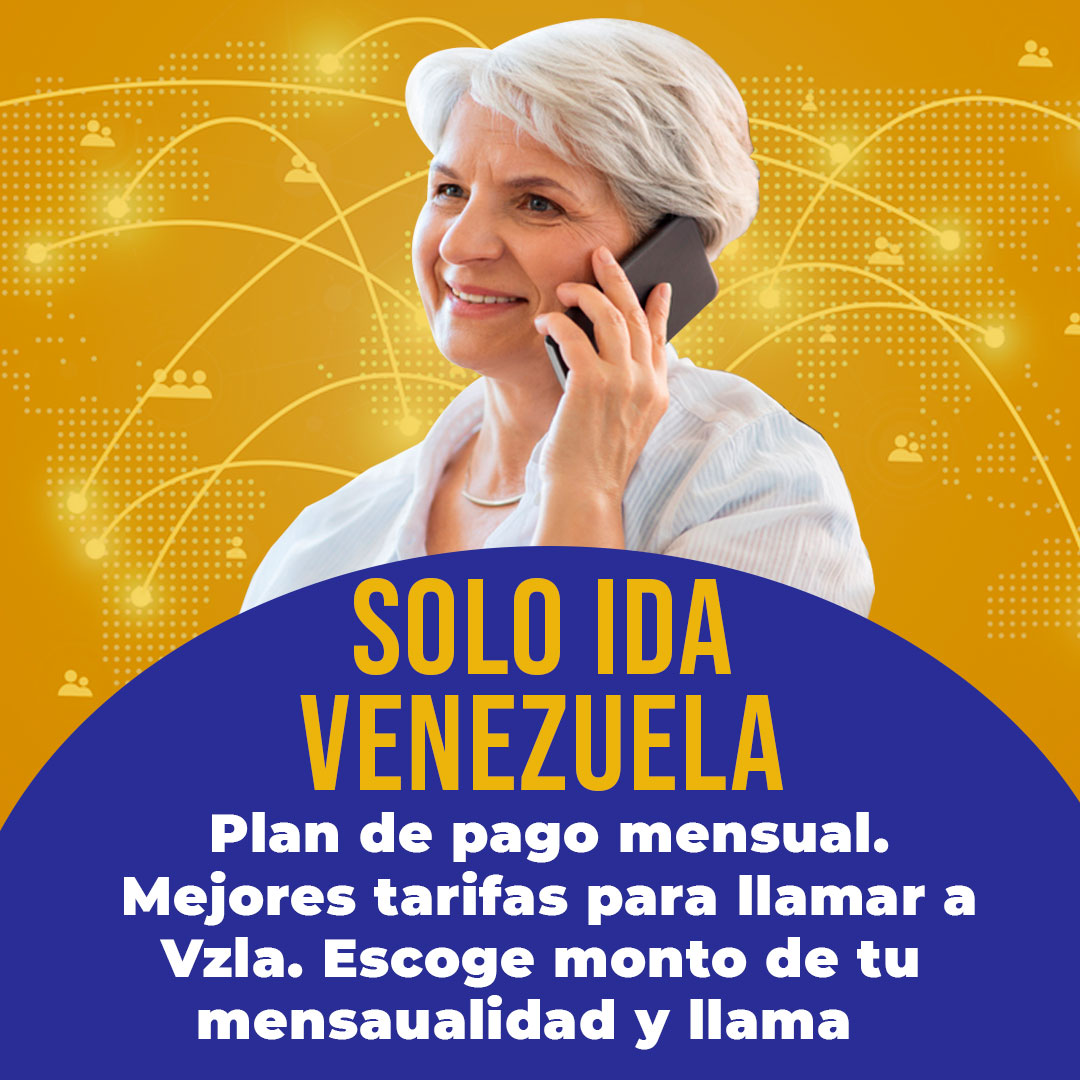 SOLO IDA
VENEZUELA
Plan de pago mensual.
Mejores tarifas para llamar a
Vzla. Escoge monto de tu
mensaualidad y llama